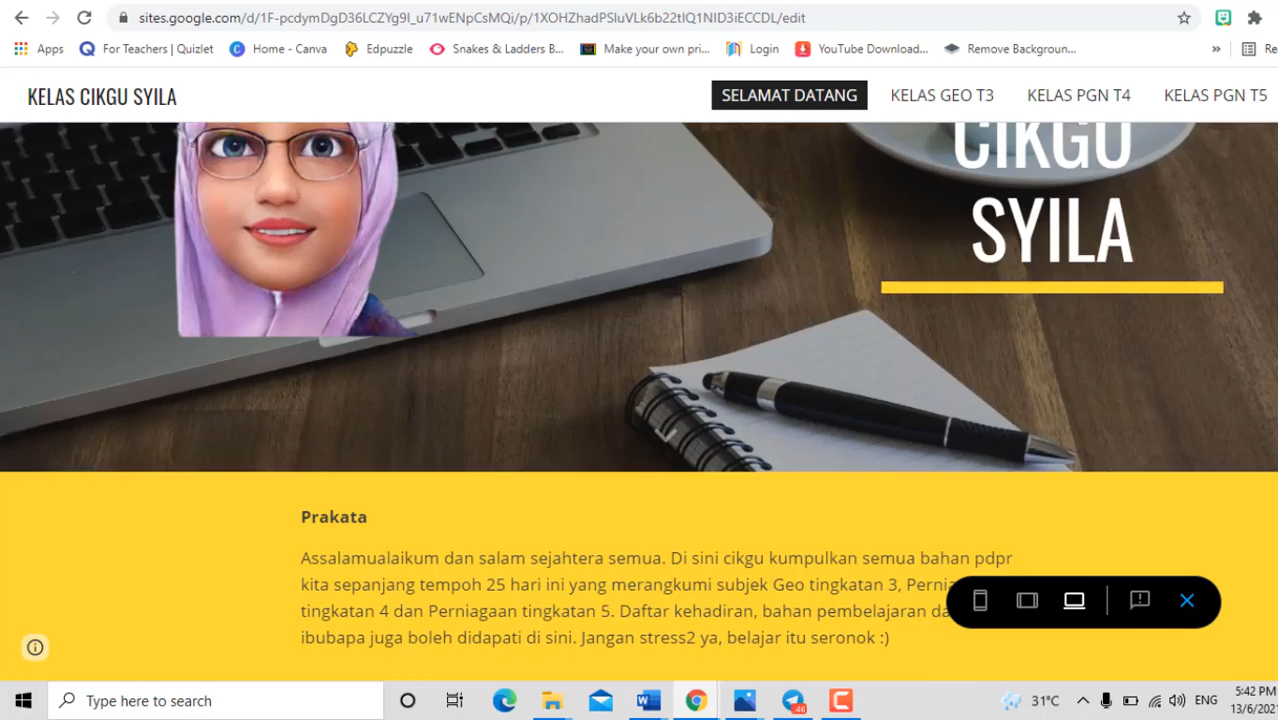 sites.google.com/d/1F-pcdymDgD36LCZYg9I_u71wENpCsMQi/p/1XOHZhadPSluVLk6b22tIQ1NID3iECCDL/edit
Apps For Teachers | Quizlet Home - Canva Edpuzzle Snakes & Ladders B... Make your own pri... Login YouTube Download... Remove Backgroun... » Re
KELAS CIKGU SYILA SELAMAT DATANG KELAS GEO T3 KELAS PGN T4 KELAS PGN T5
CIKGU
SYILA
Prakata
Assalamualaikum dan salam sejahtera semua. Di sini cikgu kumpulkan semua bahan pdpr
kita sepanjang tempoh 25 hari ini yang merangkumi subjek Geo tingkatan 3,
tingkatan 4 dan Perniagaan tingkatan 5. Daftar kehadiran, bahan pembelajaran
ibubapa juga boleh didapati di sini. Jangan stress2 ya, belajar itu seronok :)
Type here to search 46 31°C ENG 5:42 PM
13/6/202